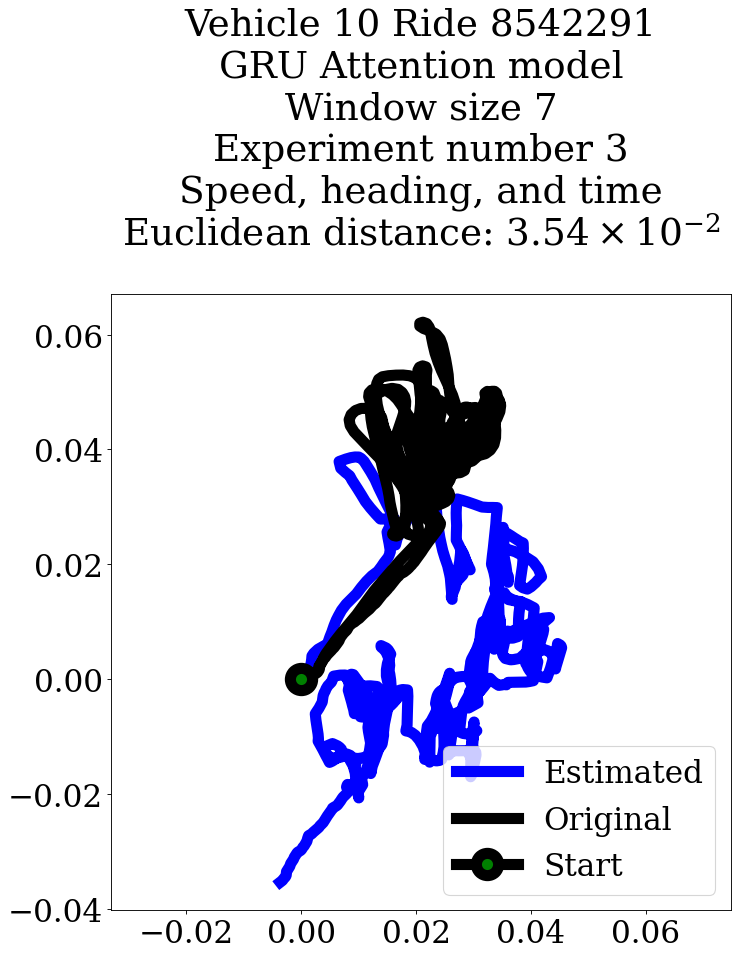 Vehicle 10 Ride 8542291
GRU Attention model
Window size 7
Experiment number 3
Speed, heading, and time
Euclidean distance: 3.54 × 10⁻²
0.06
0.04
0.02
0.00
−0.02
−0.04
−0.02 0.00 0.02 0.04 0.06
Estimated
Original
Start